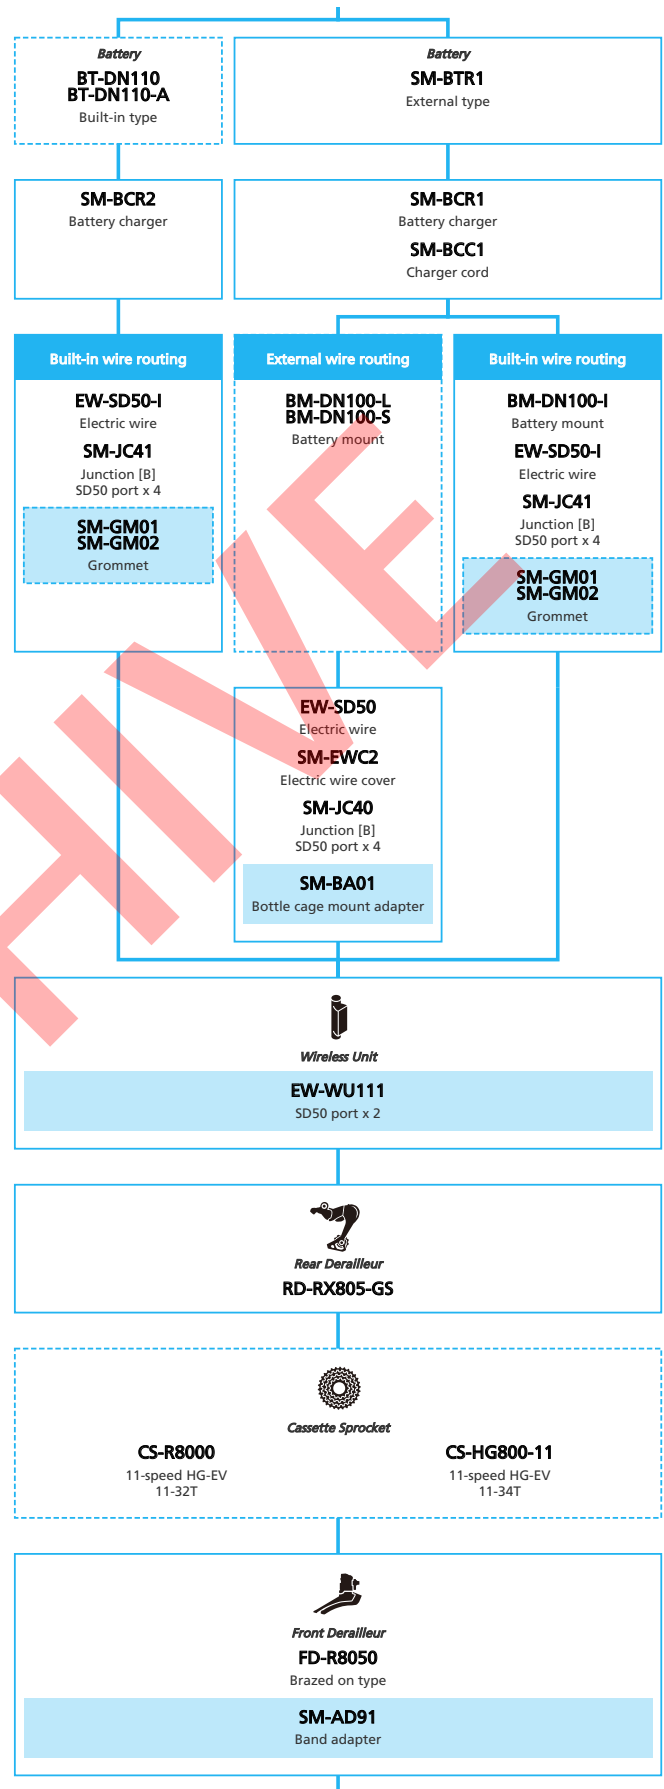 Battery
BT-DN110
BT-DN110-A
Built-in type
Battery
SM-BTR1
External type
SM-BCR2
Battery charger
SM-BCR1
Battery charger
SM-BCC1
Charger cord
Built-in wire routing
EW-SD50-I
Electric wire
SM-JC41
Junction [B]
SD50 port x 4
SM-GM01
SM-GM02
Grommet
External wire routing
BM-DN100-L
BM-DN100-S
Battery mount
Built-in wire routing
BM-DN100-I
Battery mount
EW-SD50-I
Electric wire
SM-JC41
Junction [B]
SD50 port x 4
SM-GM01
SM-GM02
Grommet
EW-SD50
Electric wire
SM-EWC2
Electric wire cover
SM-JC40
Junction [B]
SD50 port x 4
SM-BA01
Bottle cage mount adapter
Wireless Unit
EW-WU111
SD50 port x 2
Rear Derailleur
RD-RX805-GS
Cassette Sprocket
CS-R8000
11-speed HG-EV
11-32T
CS-HG800-11
11-speed HG-EV
11-34T
Front Derailleur
FD-R8050
Brazed on type
SM-AD91
Band adapter
HIVE